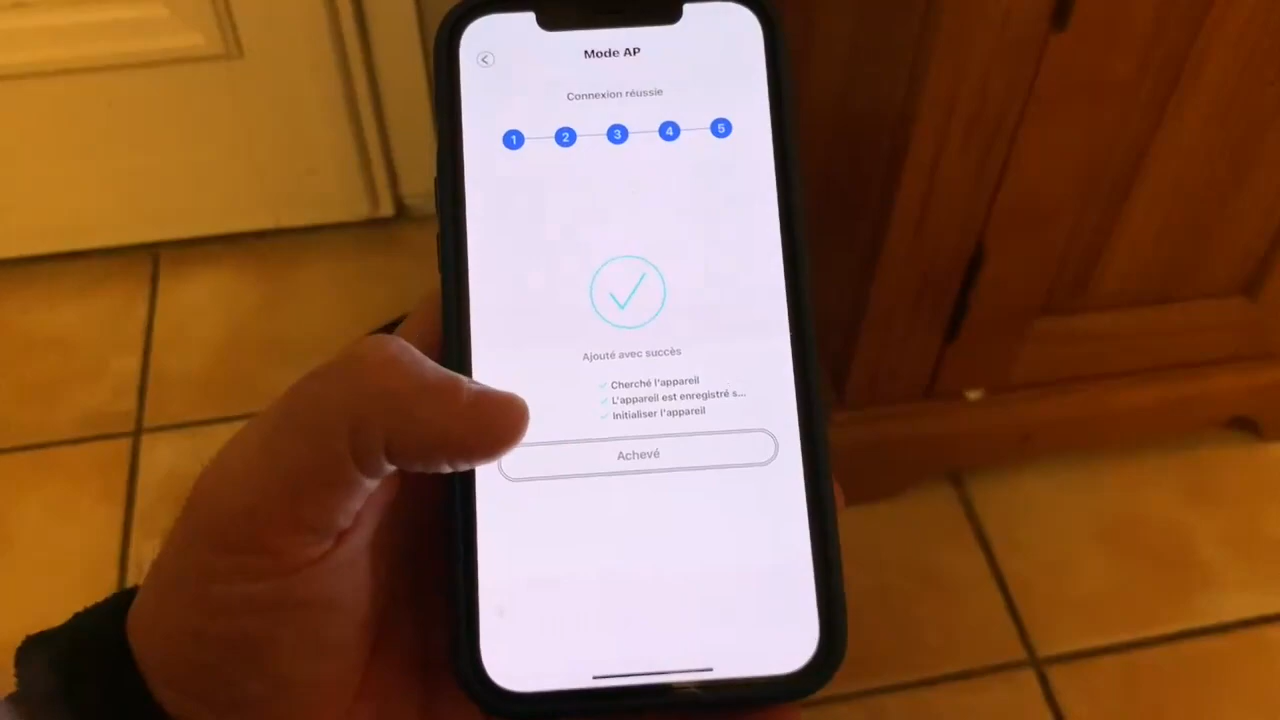 Mode AP
Connexion réussie
1 2 3 4 5
Ajouté avec succès
Cherché l'appareil
L'appareil est enregistré s...
Initialiser l'appareil
Achevé